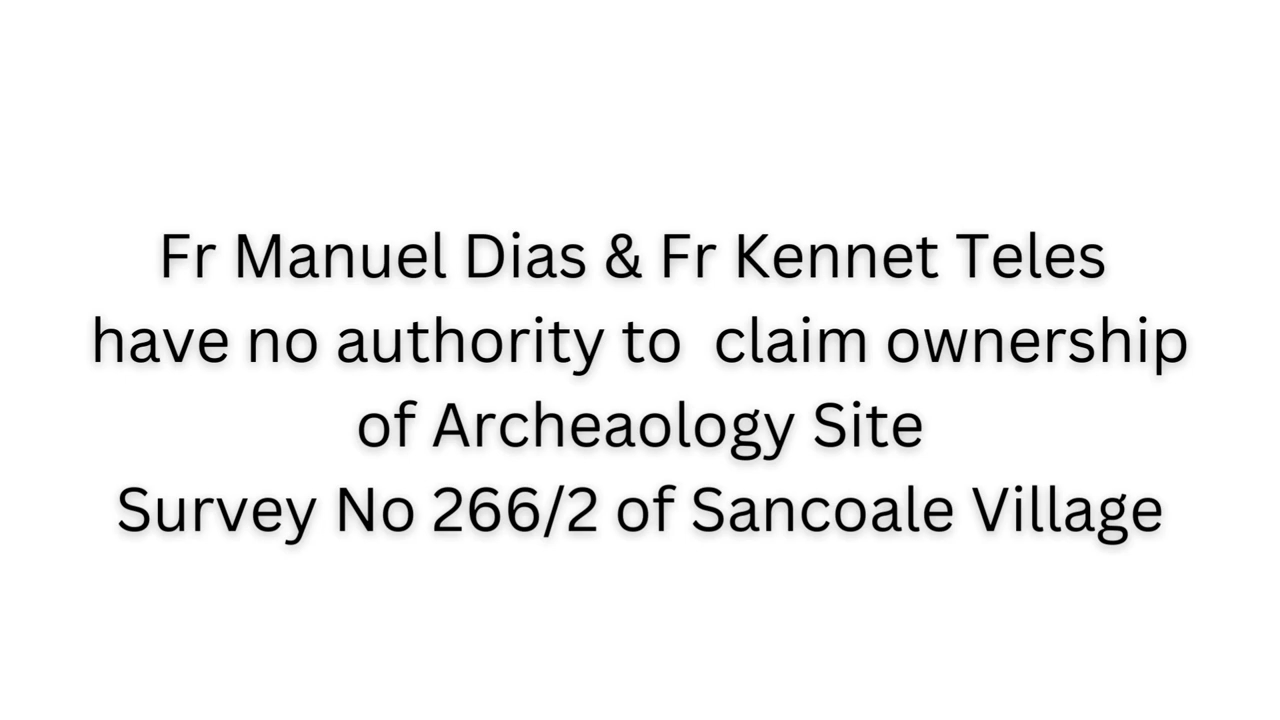 Fr Manuel Dias & Fr Kennet Teles
have no authority to  claim ownership
of Archeaology Site
Survey No 266/2 of Sancoale Village